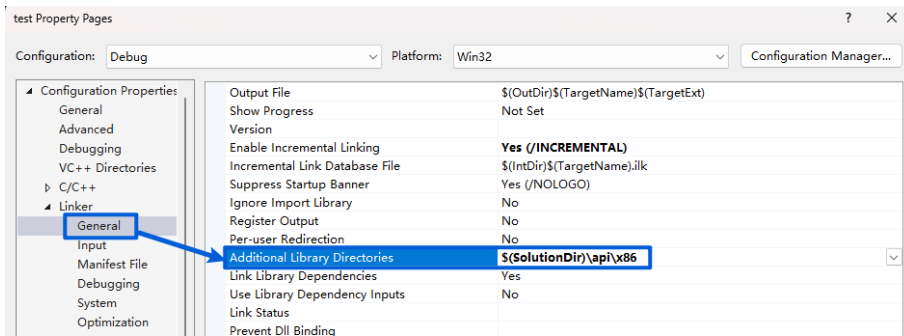 test Property Pages ? ×
Configuration: Debug Platform: Win32 Configuration Manager...
Configuration Properties
General
Advanced
Debugging
VC++ Directories
C/C++
Linker
General
Input
Manifest File
Debugging
System
Optimization
Output File $(OutDir)$(TargetName)$(TargetExt)
Show Progress Not Set
Version
Enable Incremental Linking Yes (/INCREMENTAL)
Incremental Link Database File $(IntDir)$(TargetName).ilk
Suppress Startup Banner Yes (/NOLOGO)
Ignore Import Library No
Register Output No
Per-user Redirection No
Additional Library Directories $(SolutionDir)\api\x86
Link Library Dependencies Yes
Use Library Dependency Inputs No
Link Status
Prevent Dll Binding